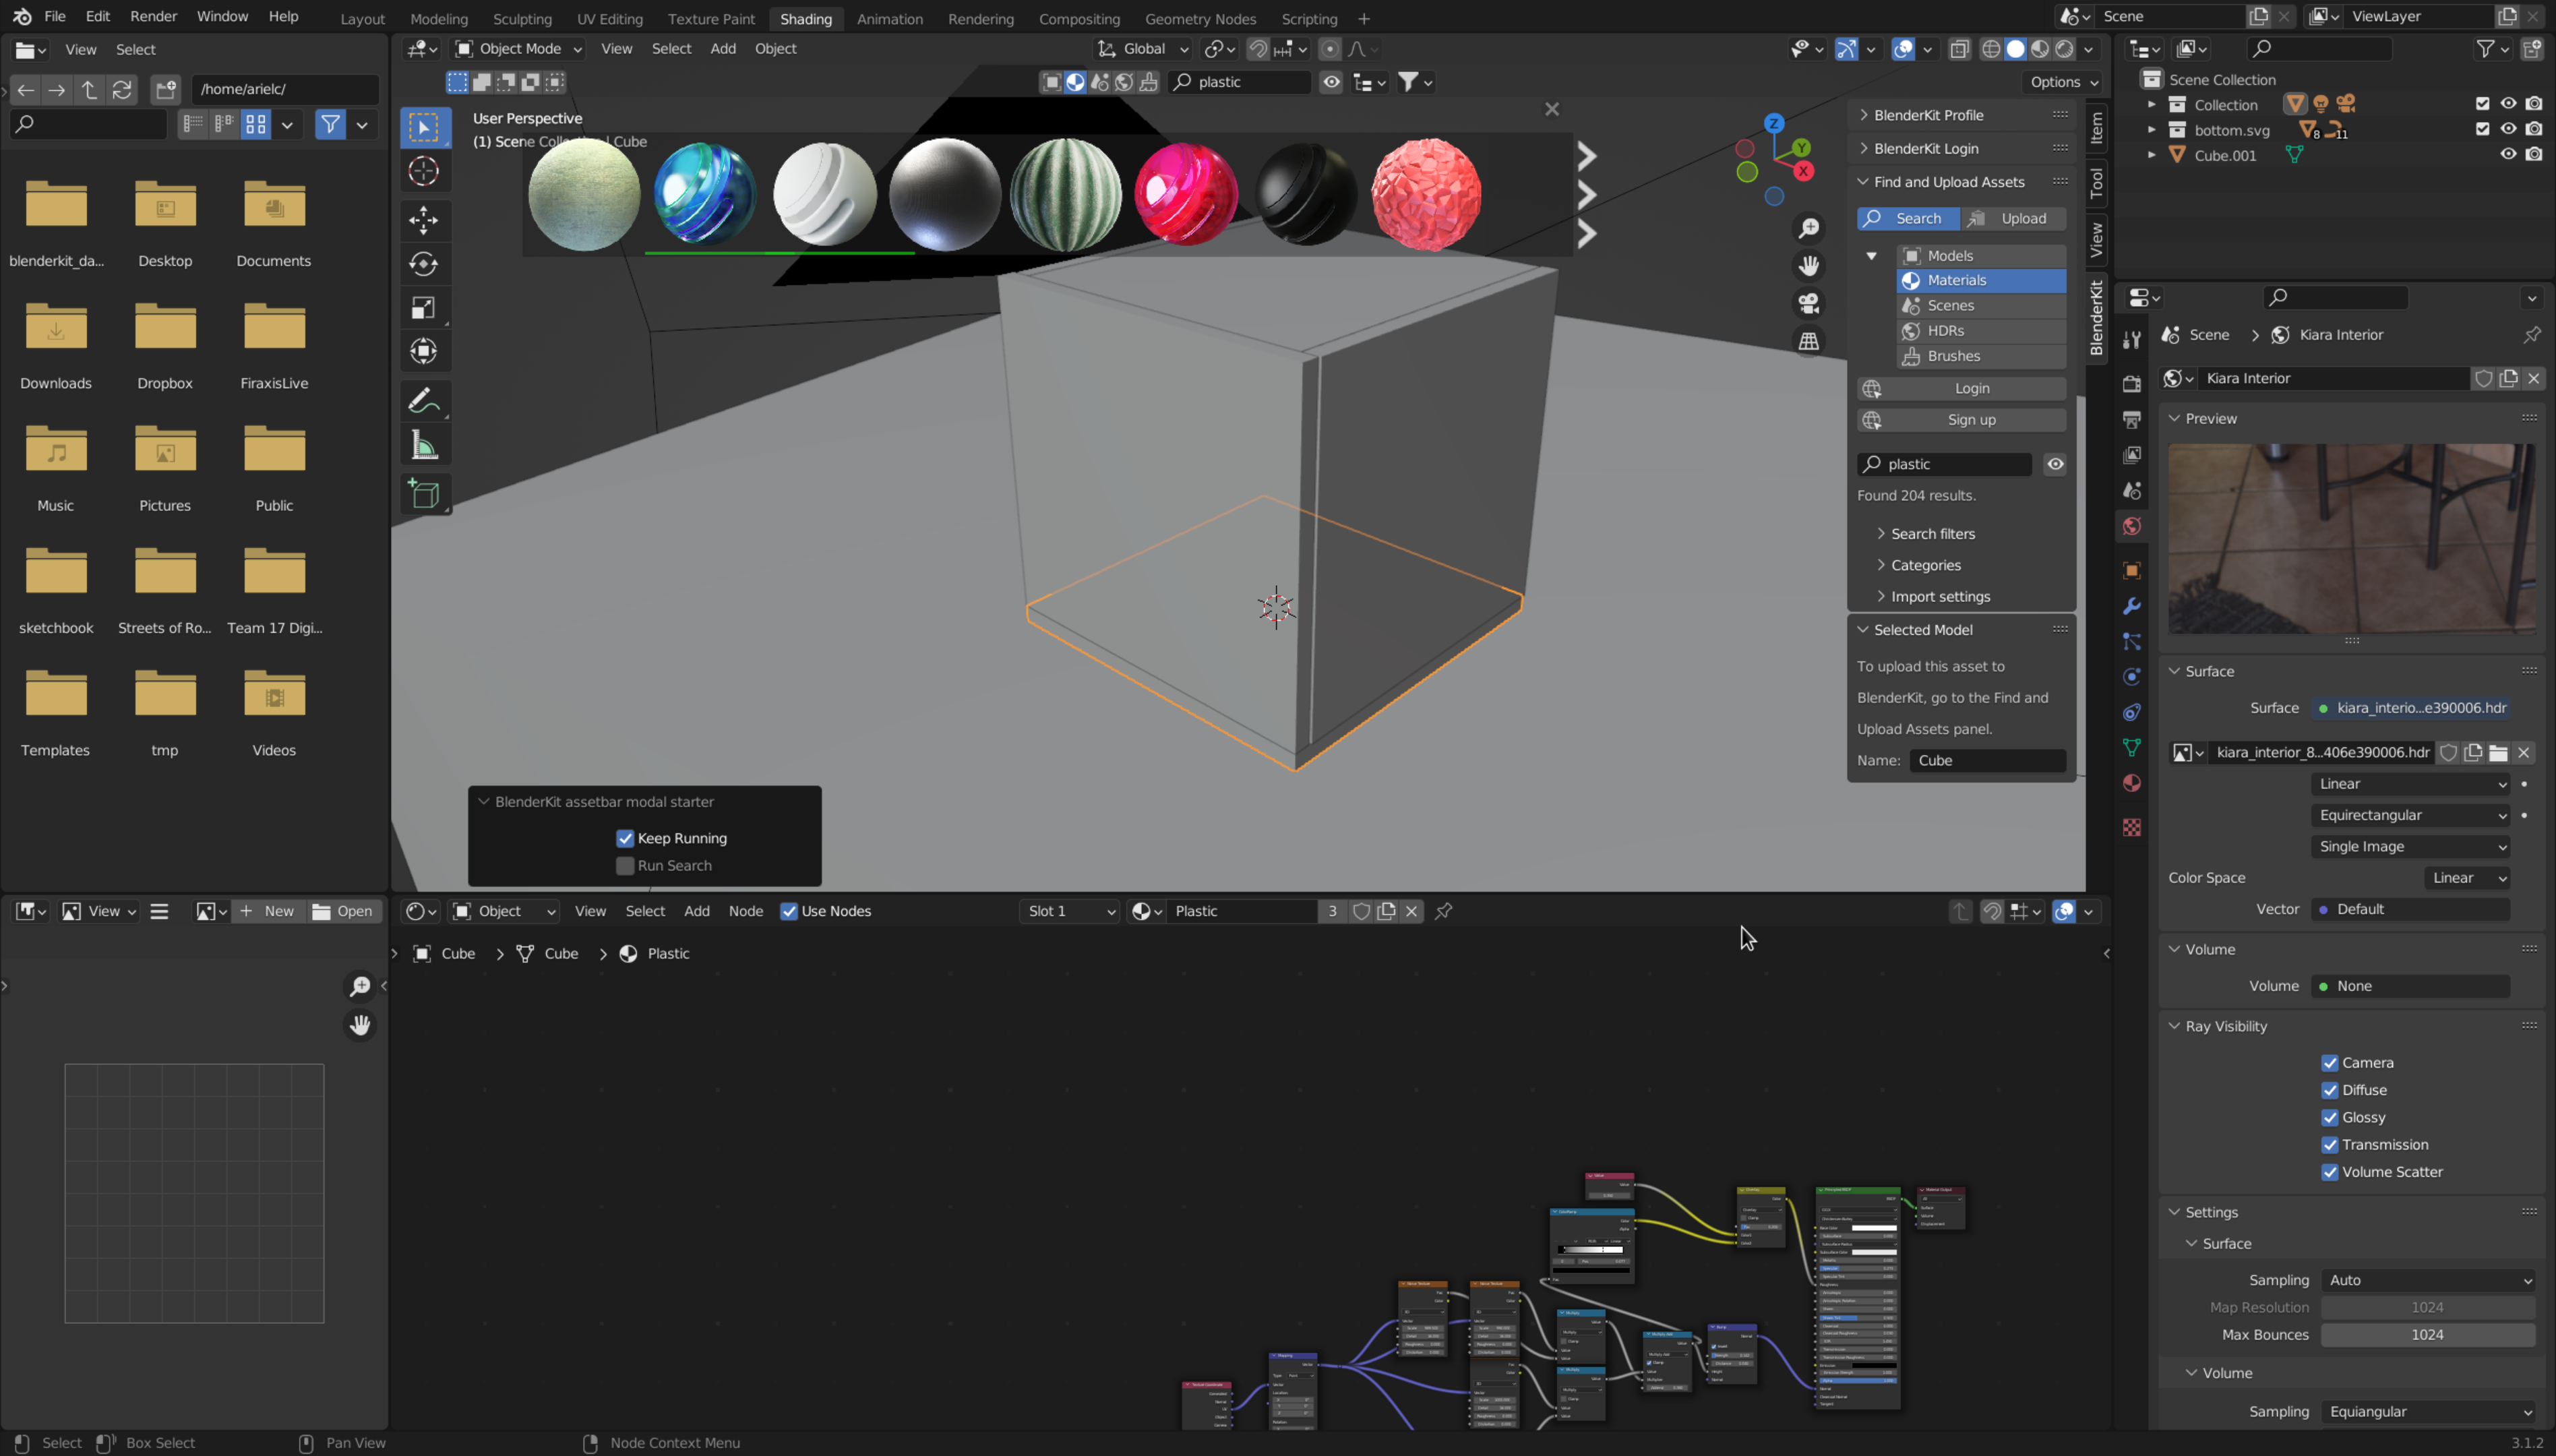 File Edit Render Window Help
Layout Modeling Sculpting UV Editing Texture Paint Shading Animation Rendering Compositing Geometry Nodes Scripting +
Scene
ViewLayer
View Select
/home/arielc/
blenderkit_da... Desktop Documents
Downloads Dropbox FiraxisLive
Music Pictures Public
sketchbook Streets of Ro... Team 17 Digi...
Templates tmp Videos
Object Mode View Select Add Object
Global
plastic
Options
User Perspective
(1) Scene Colle Cube
Z
Y
X
BlenderKit Profile
BlenderKit Login
Find and Upload Assets
Search Upload
Models
Materials
Scenes
HDRs
Brushes
Login
Sign up
plastic
Found 204 results.
Search filters
Categories
Import settings
Selected Model
To upload this asset to
BlenderKit, go to the Find and
Upload Assets panel.
Name: Cube
Item
Tool
View
BlenderKit
BlenderKit assetbar modal starter
Keep Running
Run Search
Scene Collection
Collection
bottom.svg 8 11
Cube.001
Scene > Kiara Interior
Kiara Interior
Preview
Surface
Surface kiara_interio...e390006.hdr
kiara_interior_8...406e390006.hdr
Linear
Equirectangular
Single Image
Color Space Linear
Vector Default
Volume
Volume None
Ray Visibility
Camera
Diffuse
Glossy
Transmission
Volume Scatter
Settings
Surface
Sampling Auto
Map Resolution 1024
Max Bounces 1024
Volume
Sampling Equiangular
View + New Open
Object View Select Add Node Use Nodes Slot 1 Plastic 3
Cube > Cube > Plastic
Select Box Select Pan View Node Context Menu 3.1.2